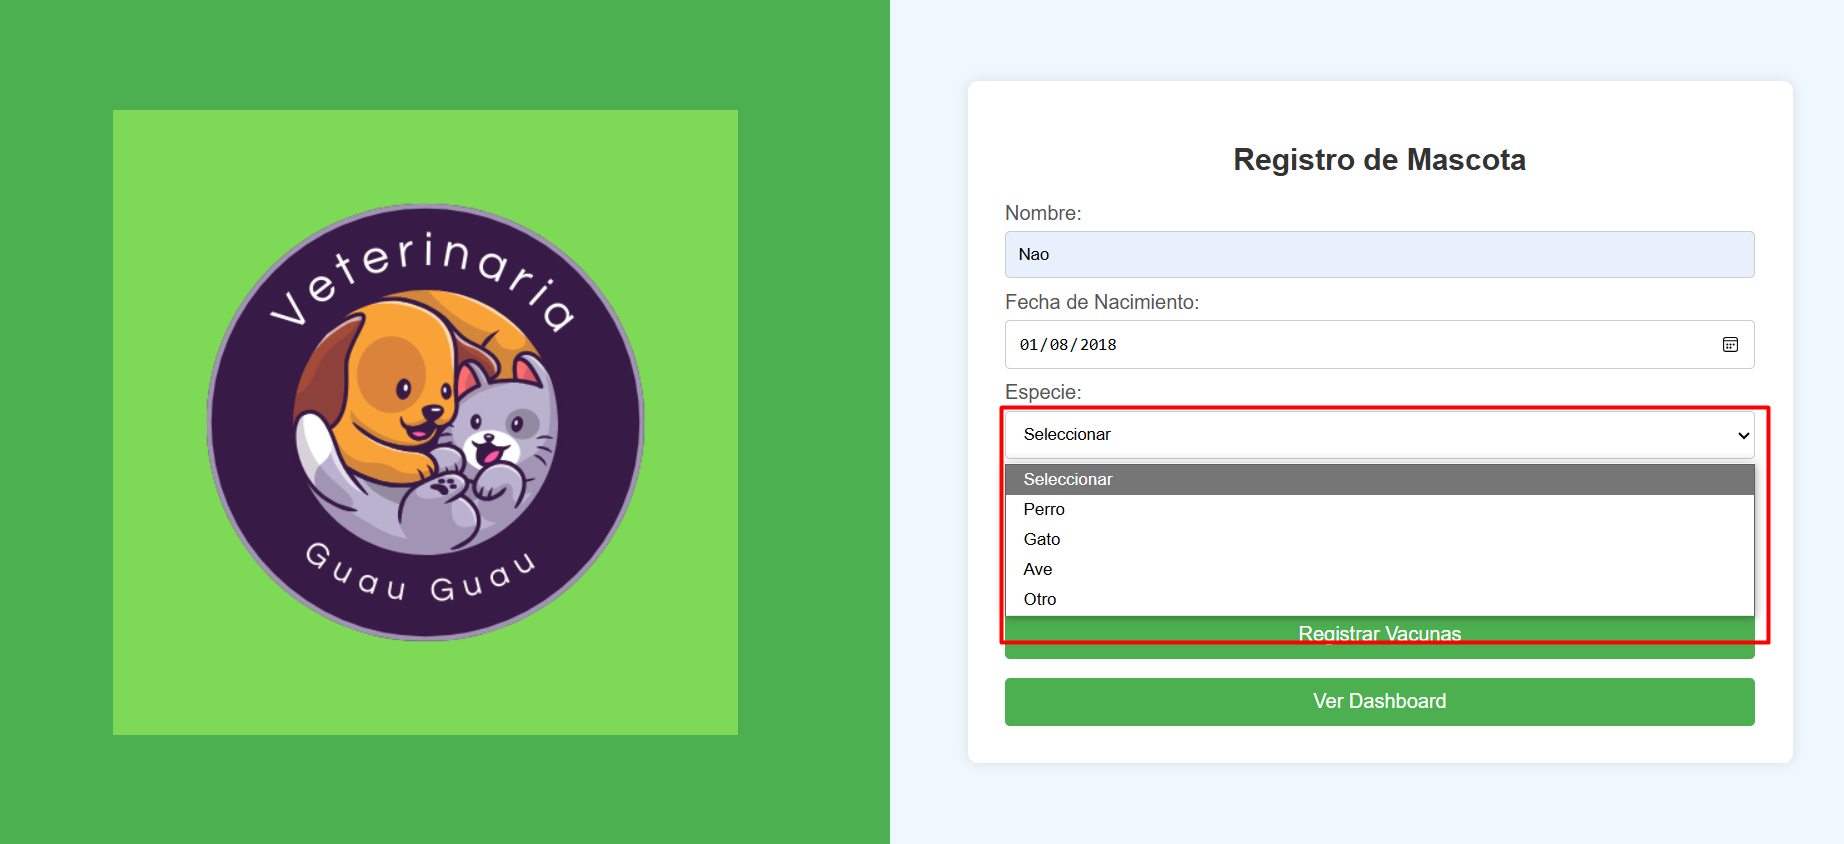 Veterinaria
Guau Guau
Registro de Mascota
Nombre:
Nao
Fecha de Nacimiento:
01/08/2018
Especie:
Seleccionar
Seleccionar
Perro
Gato
Ave
Otro
Registrar Vacunas
Ver Dashboard